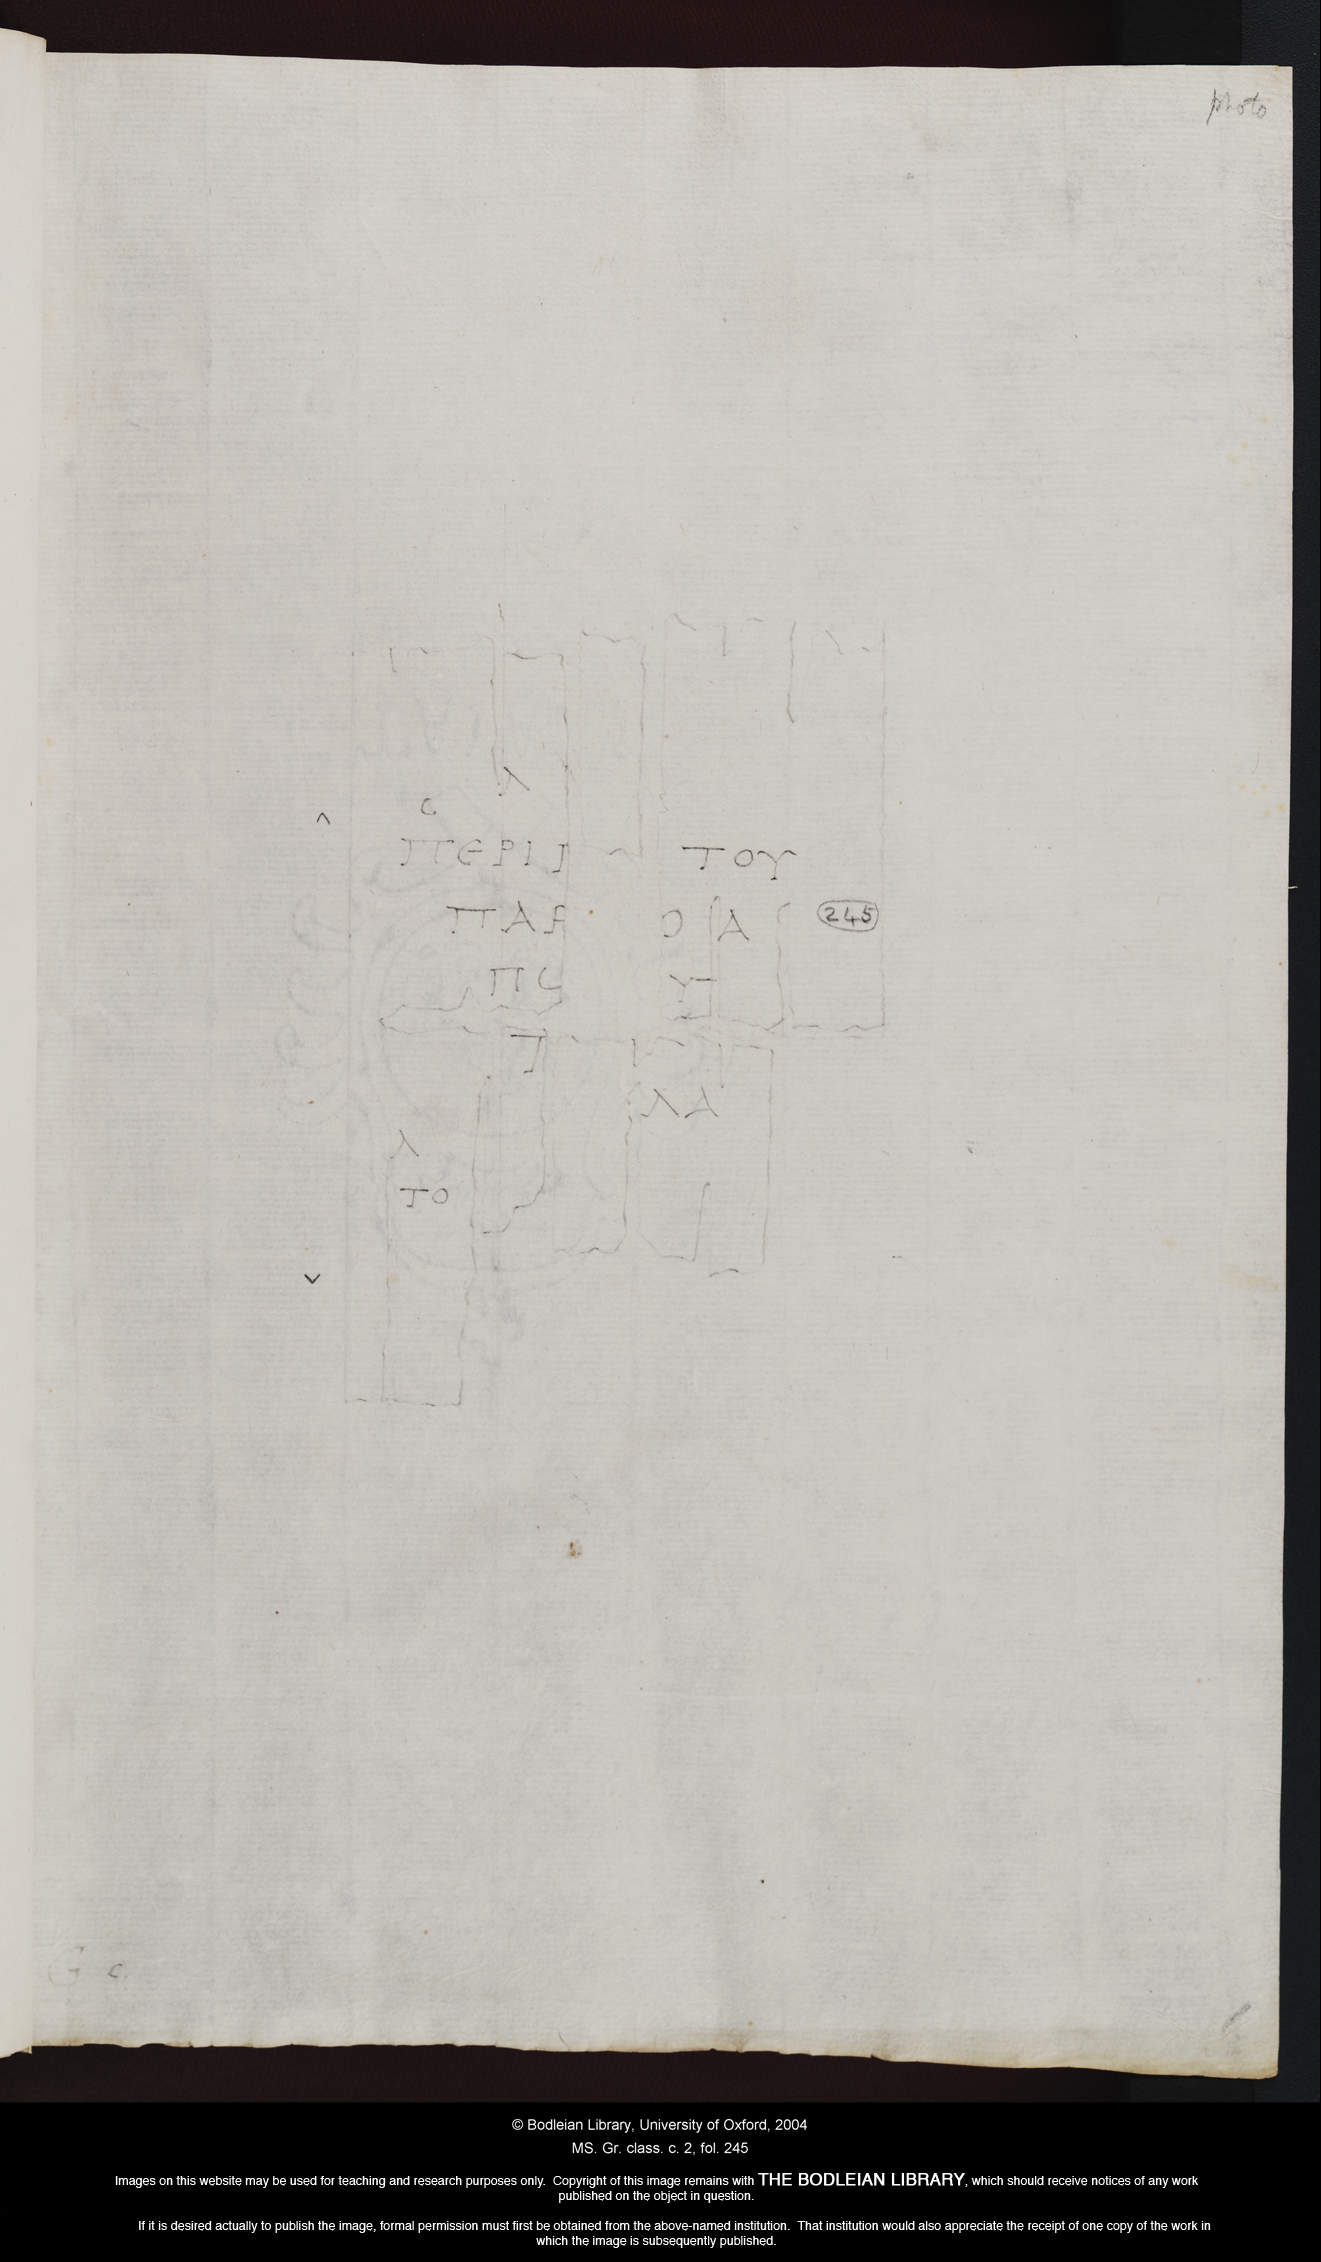 photo
λ
C
ΠΕΡΙ ΤΟΥ
ΠΑΡ Ο Α 245
ΠΟ Υ
Τ
ΛΑ
λ
ΤΟ
G c.
© Bodleian Library, University of Oxford, 2004
MS. Gr. class. c. 2, fol. 245
Images on this website may be used for teaching and research purposes only. Copyright of this image remains with THE BODLEIAN LIBRARY, which should receive notices of any work
published on the object in question.
If it is desired actually to publish the image, formal permission must first be obtained from the above-named institution. That institution would also appreciate the receipt of one copy of the work in
which the image is subsequently published.